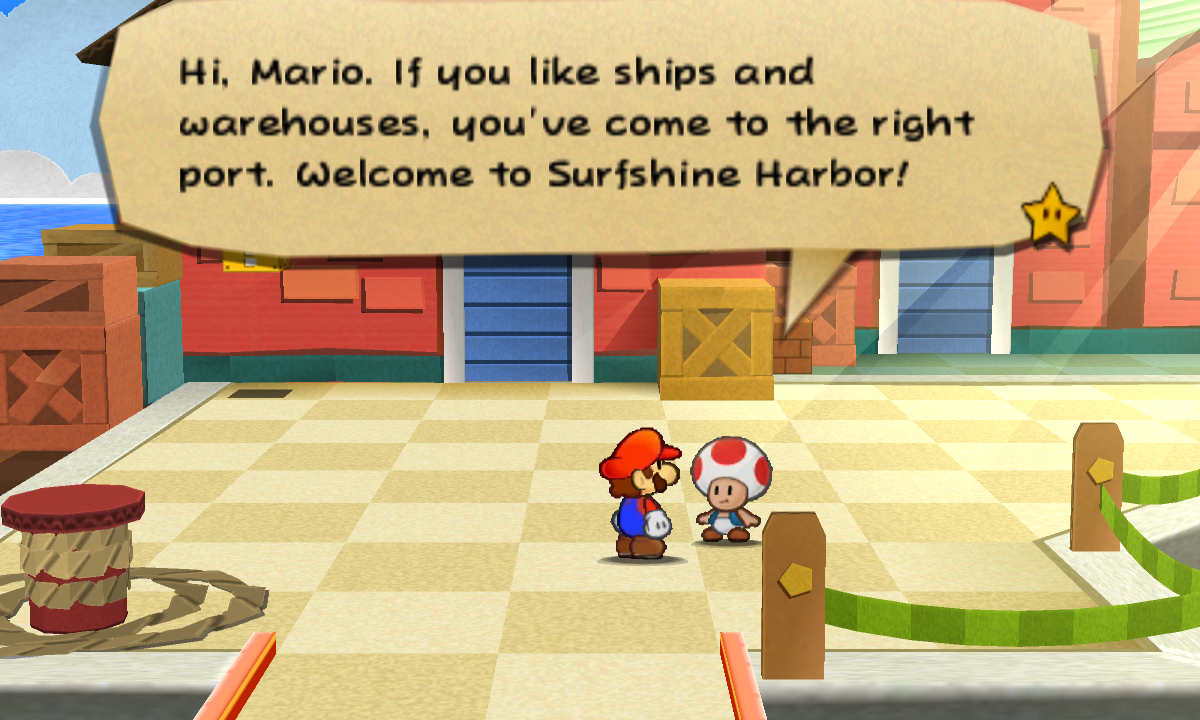 Hi, Mario. If you like ships and
warehouses, you've come to the right
port. Welcome to Surfshine Harbor!